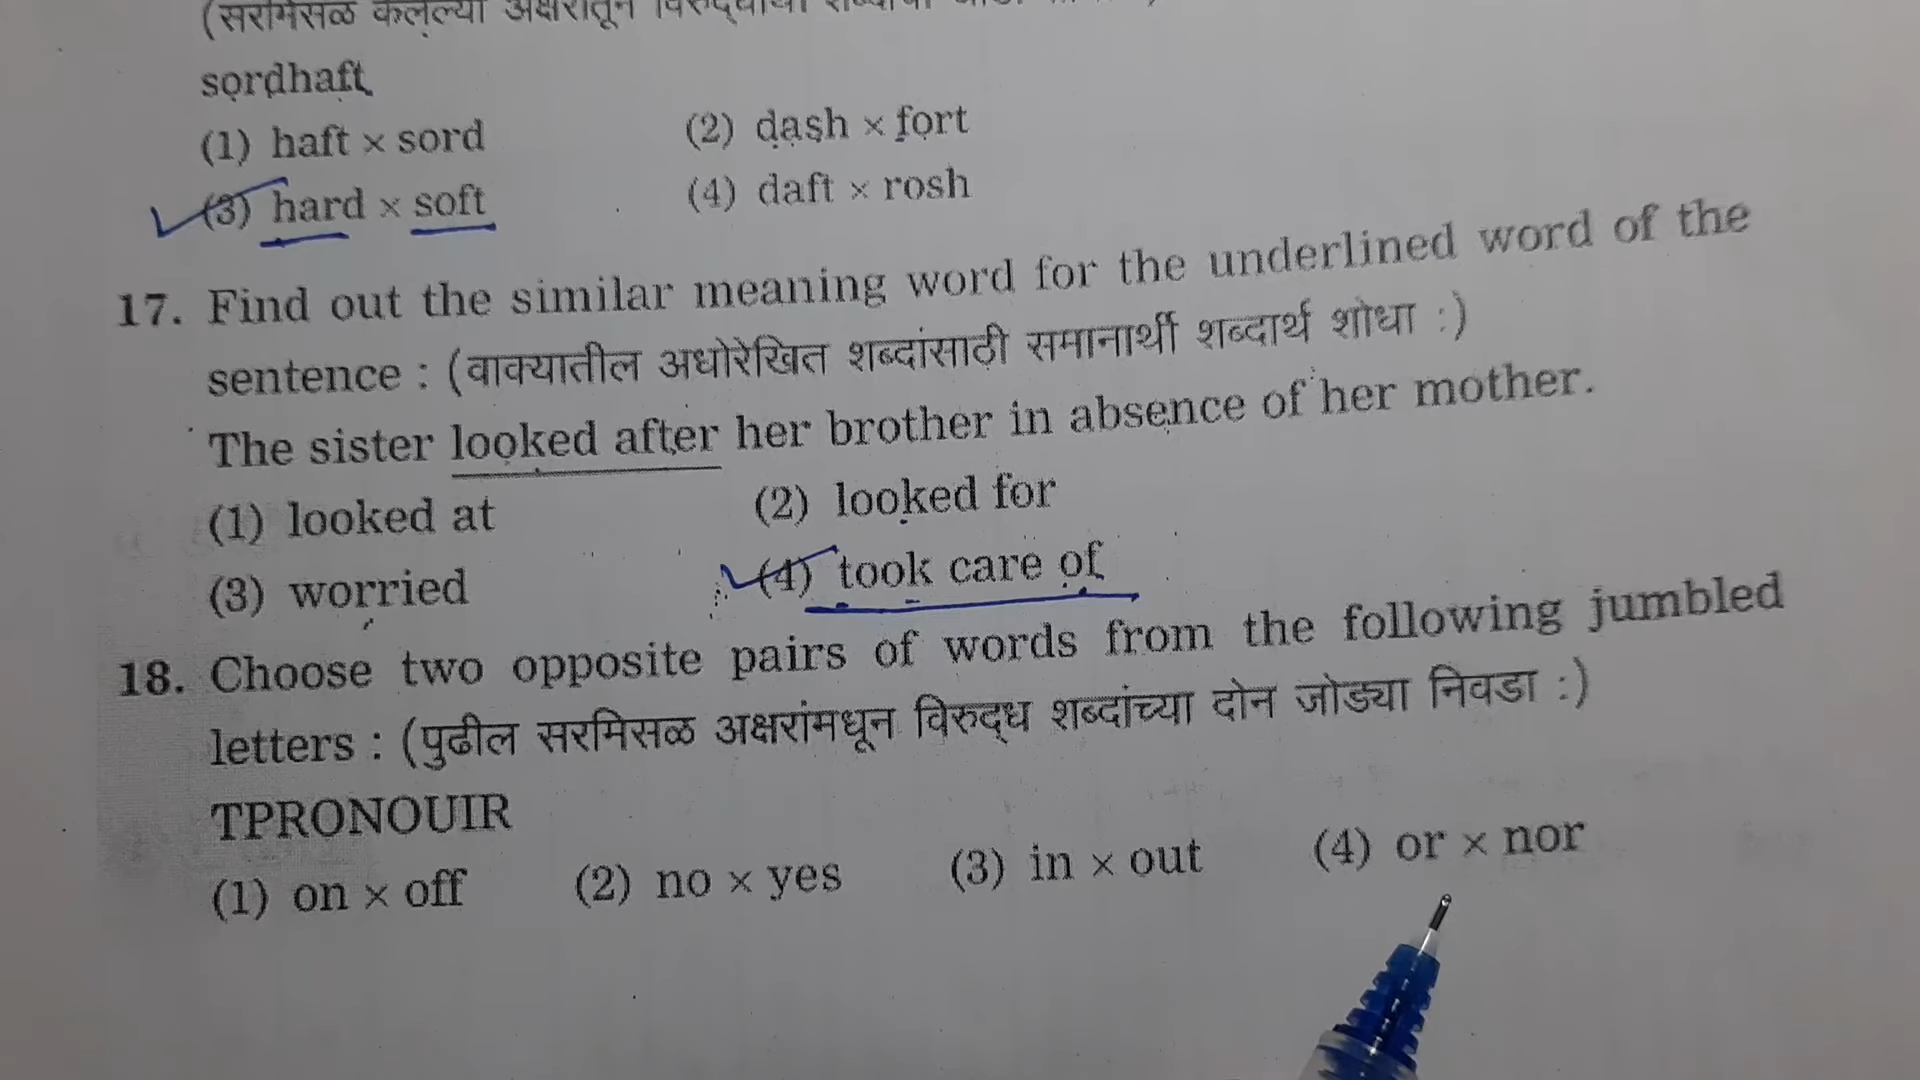 (सरमिसळ केलेल्या अक्षरांतून
sordhaft
(1) haft × sord (2) dash × fort
(3) hard × soft (4) daft × rosh
17. Find out the similar meaning word for the underlined word of the
sentence : (वाक्यातील अधोरेखित शब्दांसाठी समानार्थी शब्दार्थ शोधा :)
The sister looked after her brother in absence of her mother.
(1) looked at (2) looked for
(3) worried (4) took care of
18. Choose two opposite pairs of words from the following jumbled
letters : (पुढील सरमिसळ अक्षरांमधून विरुद्ध शब्दांच्या दोन जोड्या निवडा :)
TPRONOUIR
(1) on × off (2) no × yes (3) in × out (4) or × nor